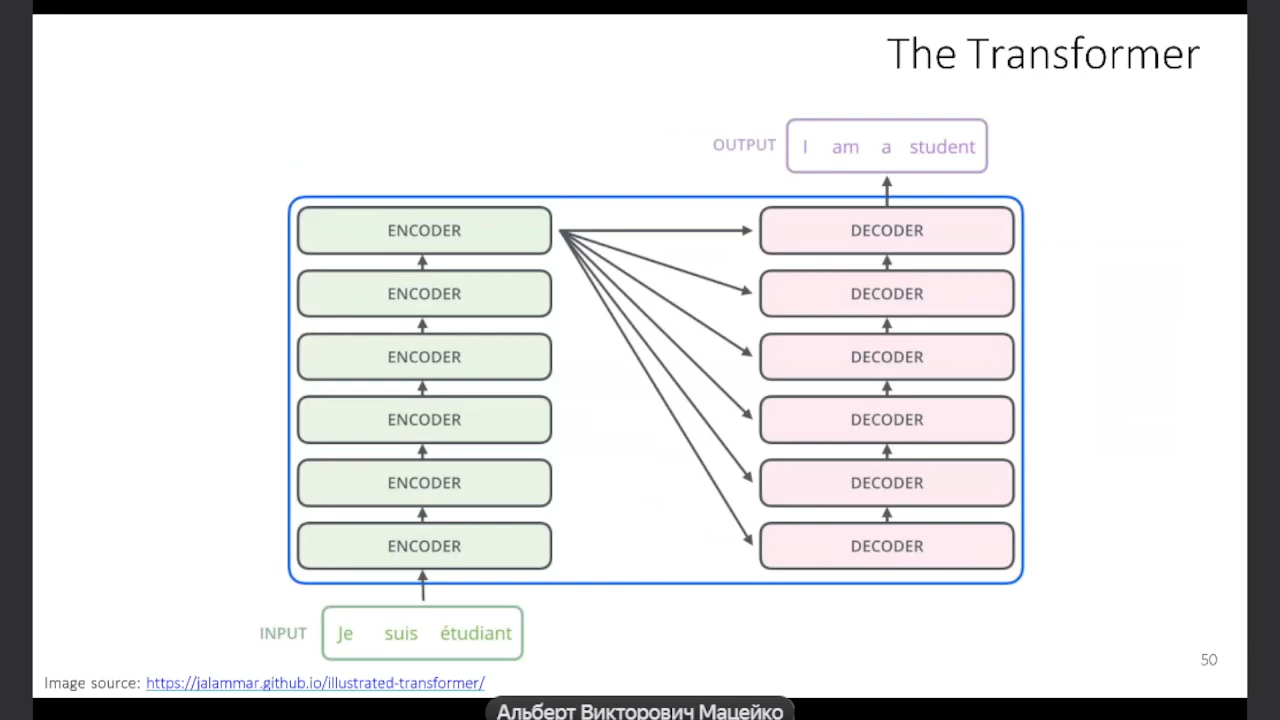 The Transformer
OUTPUT I am a student
ENCODER DECODER
ENCODER DECODER
ENCODER DECODER
ENCODER DECODER
ENCODER DECODER
ENCODER DECODER
INPUT Je suis étudiant
50
Image source: https://jalammar.github.io/illustrated-transformer/
Альберт Викторович Мацейко